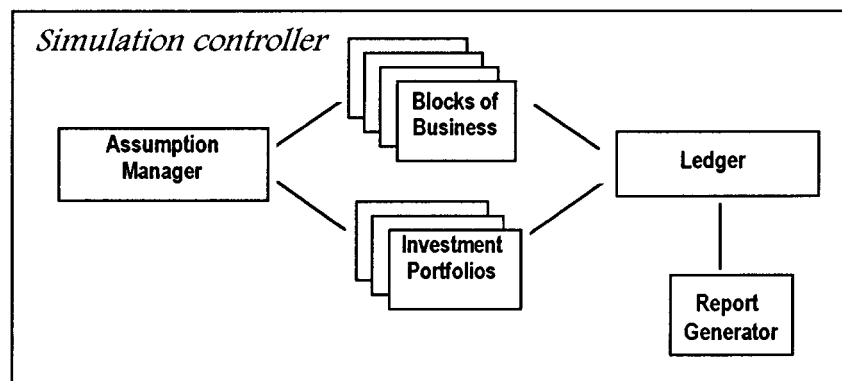 Simulation controller
Blocks of
Business
Assumption
Manager
Ledger
Investment
Portfolios
Report
Generator